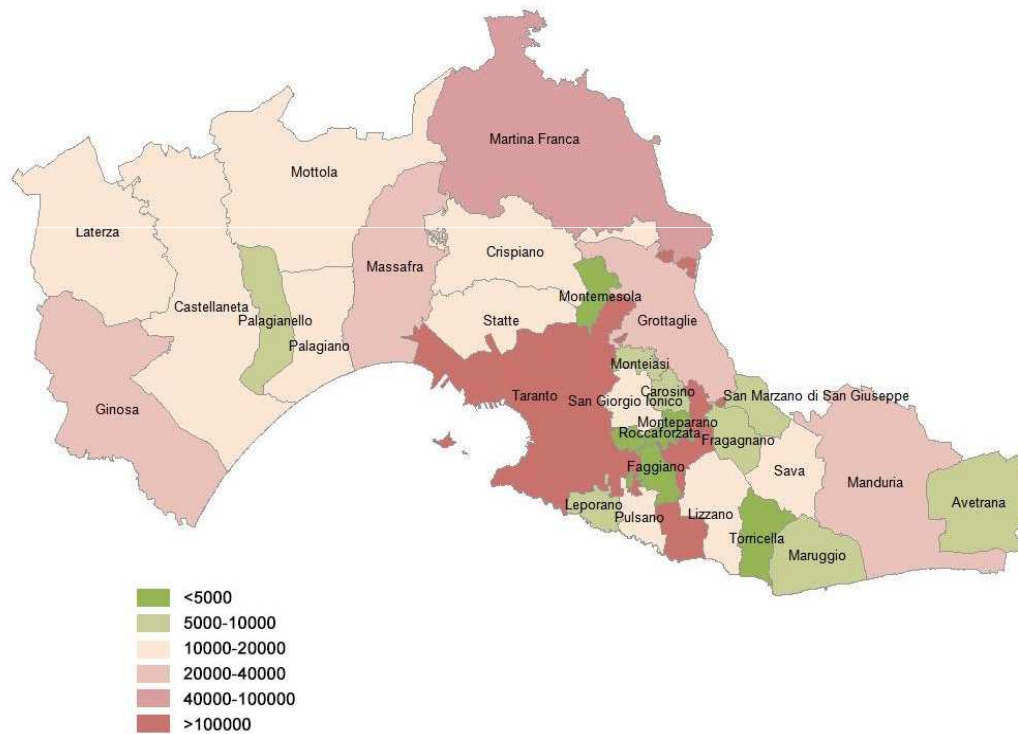 Martina Franca
Mottola
Laterza
Crispiano
Massafra
Montemesola
Castellaneta
Palagianello
Statte
Grottaglie
Palagiano
Monteiasi
Ginosa
Taranto
San Giorgio Ionico
Carosino
San Marzano di San Giuseppe
Monteparano
Roccaforzata
Fragagnano
Faggiano
Sava
Manduria
Avetrana
Leporano
Pulsano
Lizzano
Torricella
Maruggio
<5000
5000-10000
10000-20000
20000-40000
40000-100000
>100000